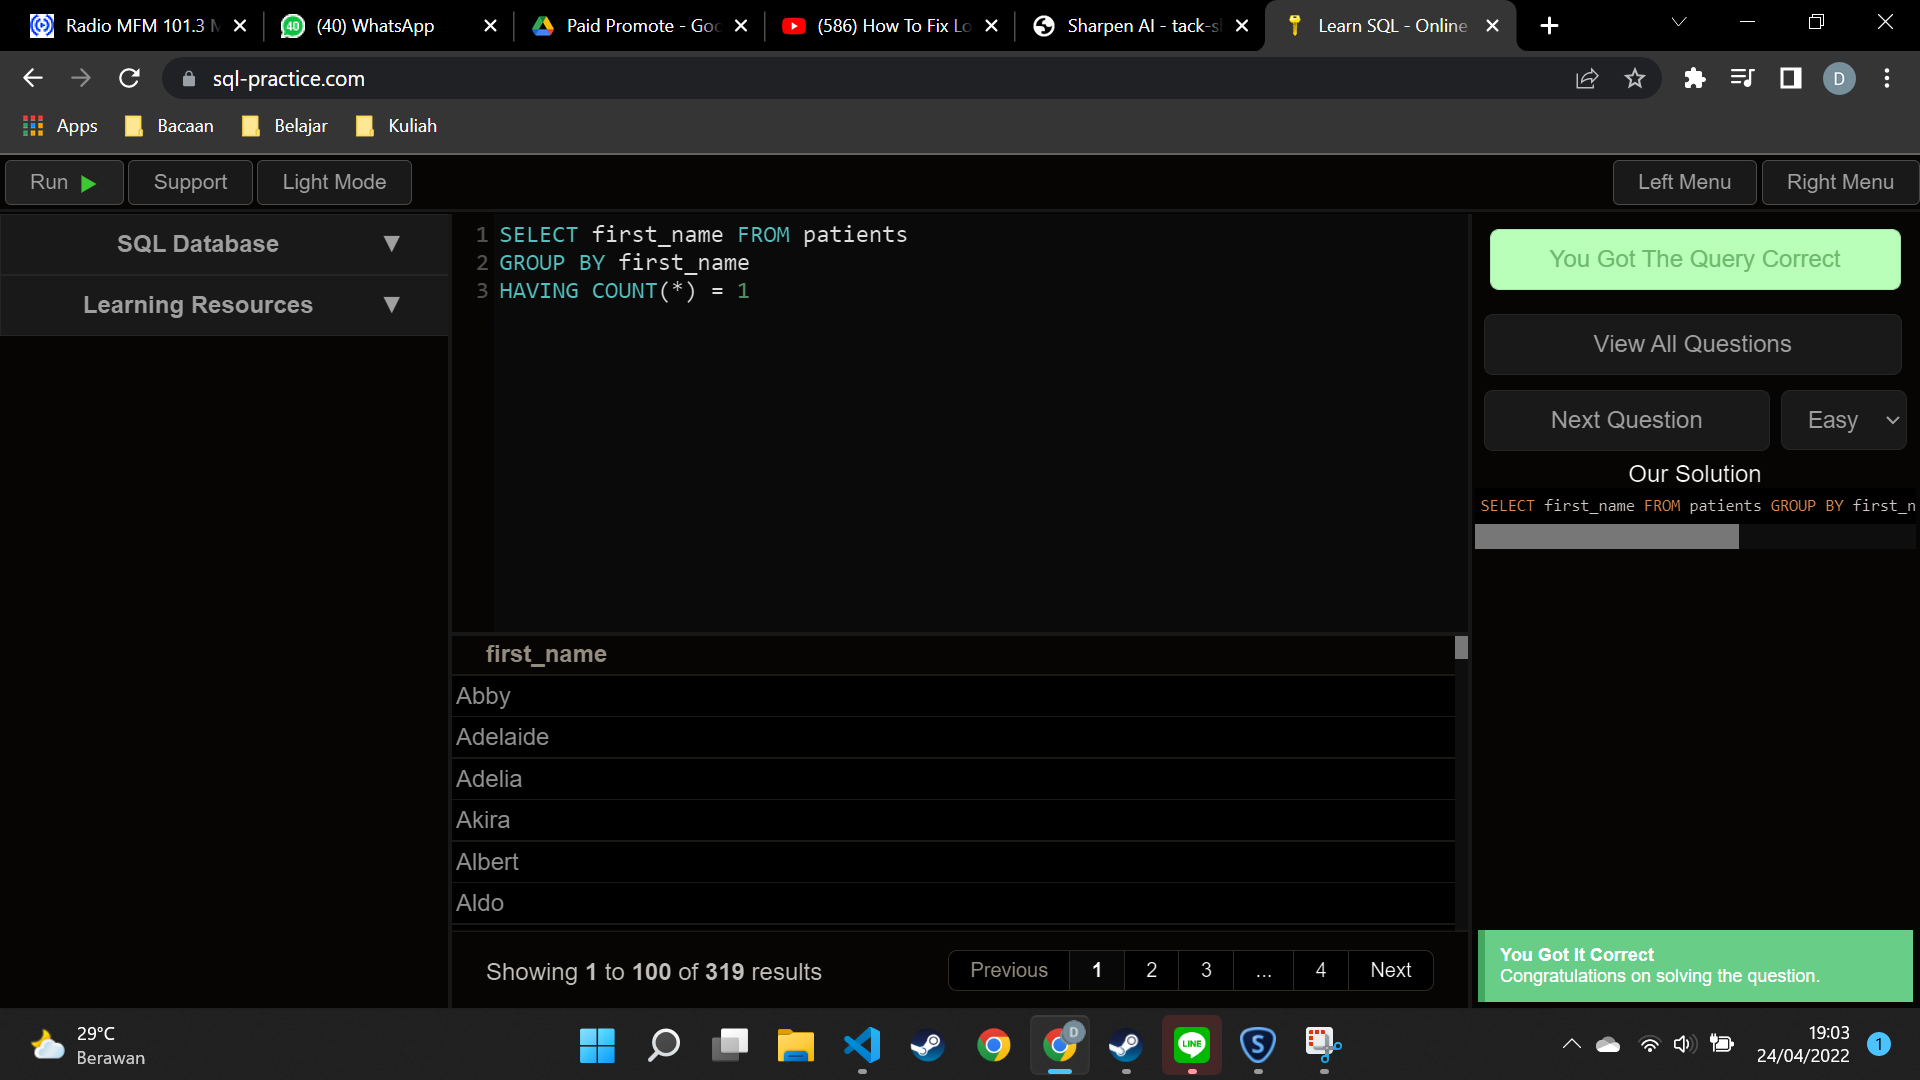 Radio MFM 101.3 M
(40) WhatsApp
Paid Promote - Goo
(586) How To Fix Lo
Sharpen AI - tack-sh
Learn SQL - Online
sql-practice.com
D
Apps
Bacaan
Belajar
Kuliah
Run
Support
Light Mode
Left Menu
Right Menu
SQL Database ▼
Learning Resources ▼
1 SELECT first_name FROM patients
2 GROUP BY first_name
3 HAVING COUNT(*) = 1
You Got The Query Correct
View All Questions
Next Question
Easy
Our Solution
SELECT first_name FROM patients GROUP BY first_n
first_name
Abby
Adelaide
Adelia
Akira
Albert
Aldo
Showing 1 to 100 of 319 results
Previous 1 2 3 ... 4 Next
You Got It Correct
Congratulations on solving the question.
29°C
Berawan
D
LINE
S
19:03
24/04/2022
1